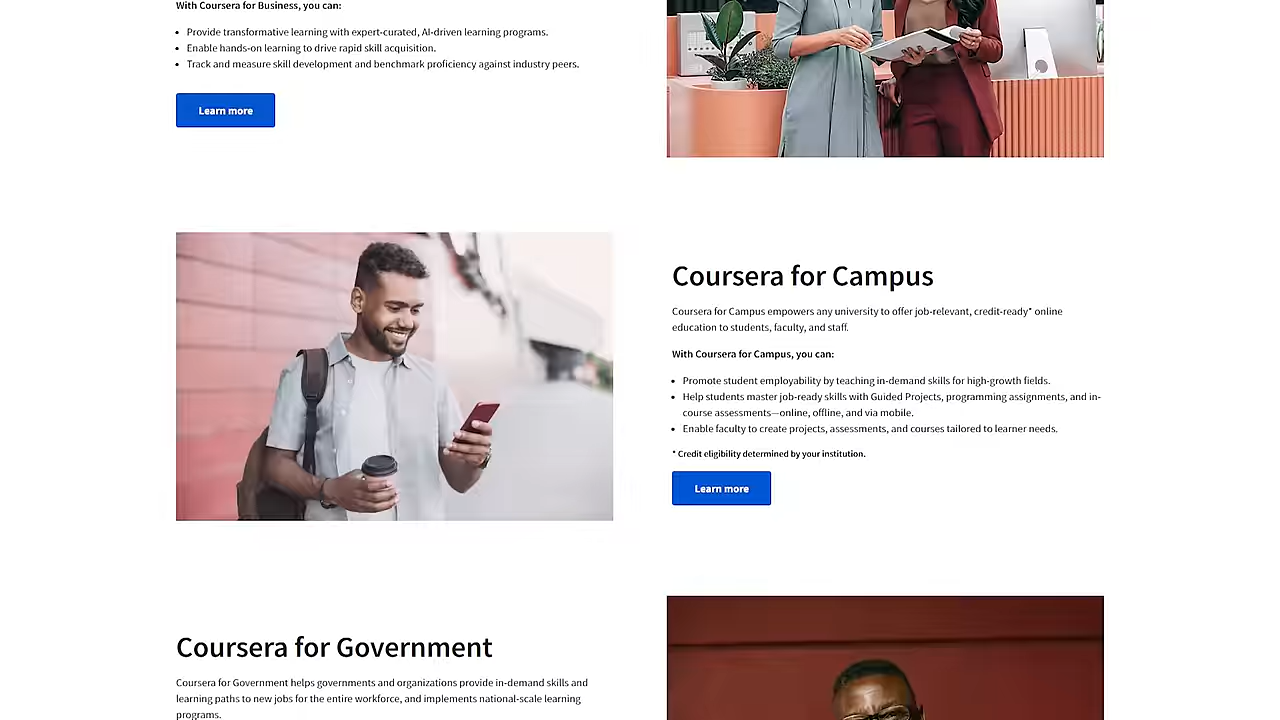 With Coursera for Business, you can:
• Provide transformative learning with expert-curated, AI-driven learning programs.
• Enable hands-on learning to drive rapid skill acquisition.
• Track and measure skill development and benchmark proficiency against industry peers.
Learn more
Coursera for Campus
Coursera for Campus empowers any university to offer job-relevant, credit-ready* online
education to students, faculty, and staff.
With Coursera for Campus, you can:
• Promote student employability by teaching in-demand skills for high-growth fields.
• Help students master job-ready skills with Guided Projects, programming assignments, and in-
course assessments—online, offline, and via mobile.
• Enable faculty to create projects, assessments, and courses tailored to learner needs.
* Credit eligibility determined by your institution.
Learn more
Coursera for Government
Coursera for Government helps governments and organizations provide in-demand skills and
learning paths to new jobs for the entire workforce, and implements national-scale learning
programs.